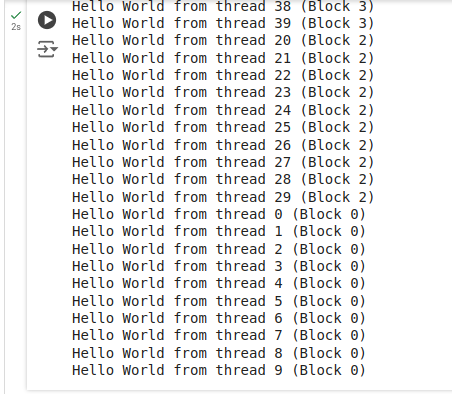 Hello World from thread 38 (Block 3)
Hello World from thread 39 (Block 3)
Hello World from thread 20 (Block 2)
Hello World from thread 21 (Block 2)
Hello World from thread 22 (Block 2)
Hello World from thread 23 (Block 2)
Hello World from thread 24 (Block 2)
Hello World from thread 25 (Block 2)
Hello World from thread 26 (Block 2)
Hello World from thread 27 (Block 2)
Hello World from thread 28 (Block 2)
Hello World from thread 29 (Block 2)
Hello World from thread 0 (Block 0)
Hello World from thread 1 (Block 0)
Hello World from thread 2 (Block 0)
Hello World from thread 3 (Block 0)
Hello World from thread 4 (Block 0)
Hello World from thread 5 (Block 0)
Hello World from thread 6 (Block 0)
Hello World from thread 7 (Block 0)
Hello World from thread 8 (Block 0)
Hello World from thread 9 (Block 0)
2s